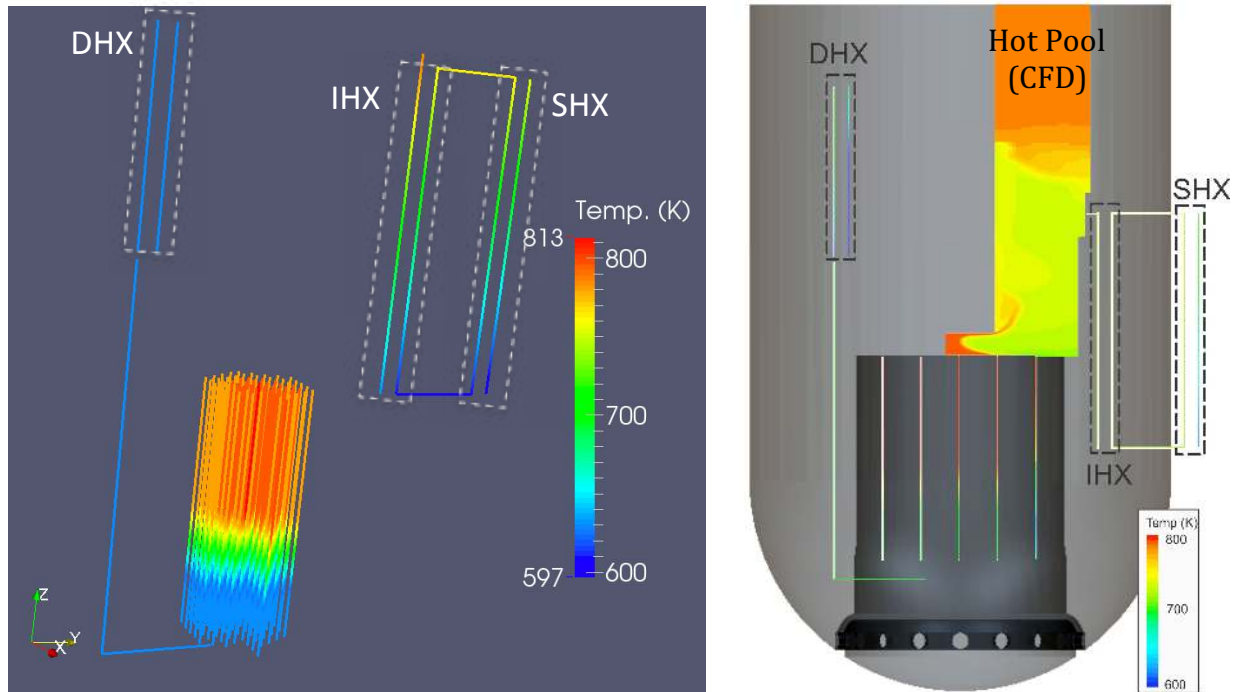 DHX
IHX
SHX
Temp. (K)
813
800
700
597
600
Z
Y
X
Hot Pool
(CFD)
DHX
SHX
IHX
Temp (K)
800
700
600